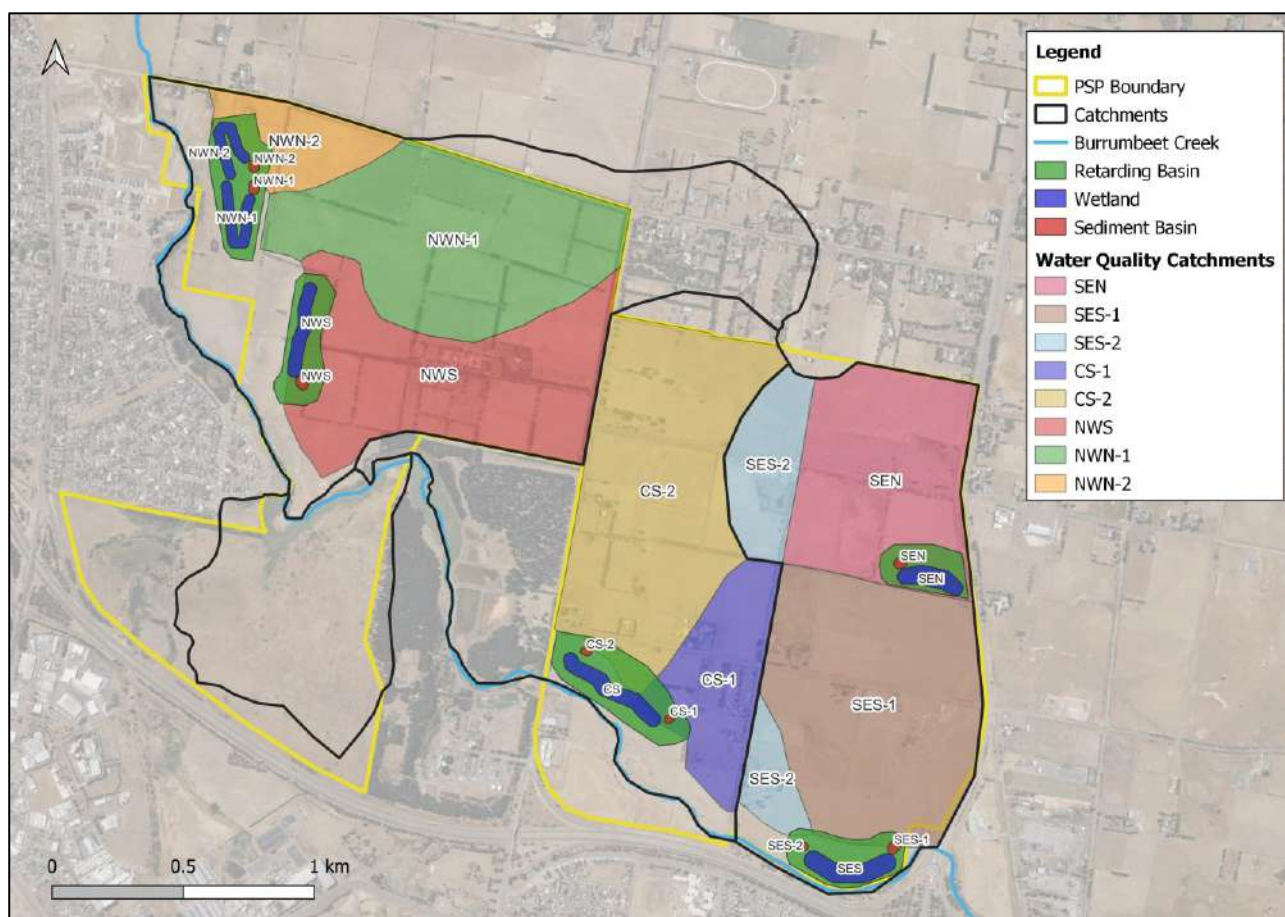 Legend
PSP Boundary
Catchments
Burrumbeet Creek
Retarding Basin
Wetland
Sediment Basin
Water Quality Catchments
SEN
SES-1
SES-2
CS-1
CS-2
NWS
NWN-1
NWN-2
NWN-2
NWN-2
NWN-2
NWN-1
NWN-1
NWN-1
NWS
NWS
NWS
SES-2
SEN
CS-2
SEN
SEN
CS-2
CS
CS-1
CS-1
SES-1
SES-2
SES-2
SES-1
SES
0 0.5 1 km